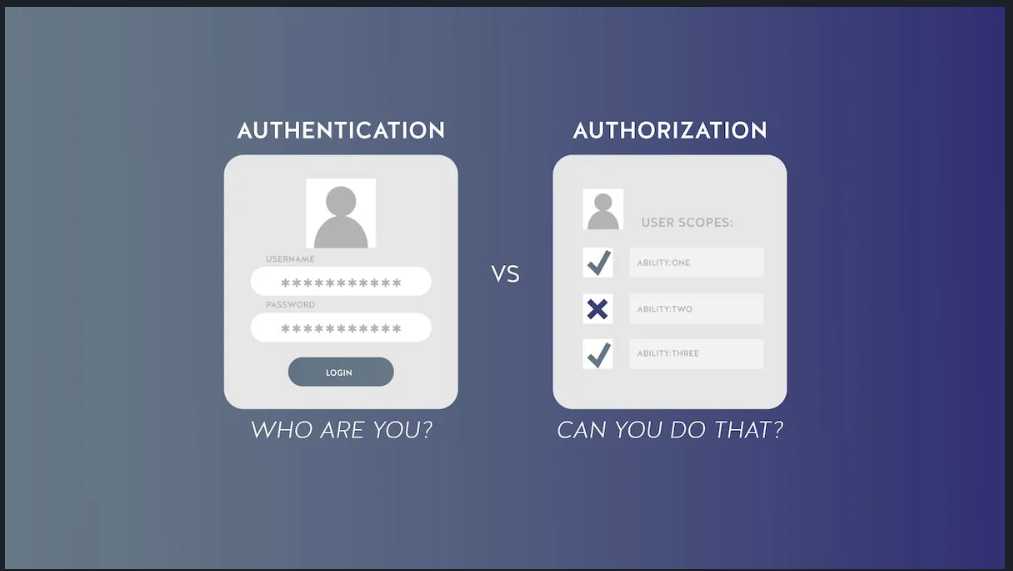 AUTHENTICATION
USERNAME
***********
PASSWORD
***********
LOGIN
WHO ARE YOU?
VS
AUTHORIZATION
USER SCOPES:
ABILITY:ONE
ABILITY:TWO
ABILITY:THREE
CAN YOU DO THAT?